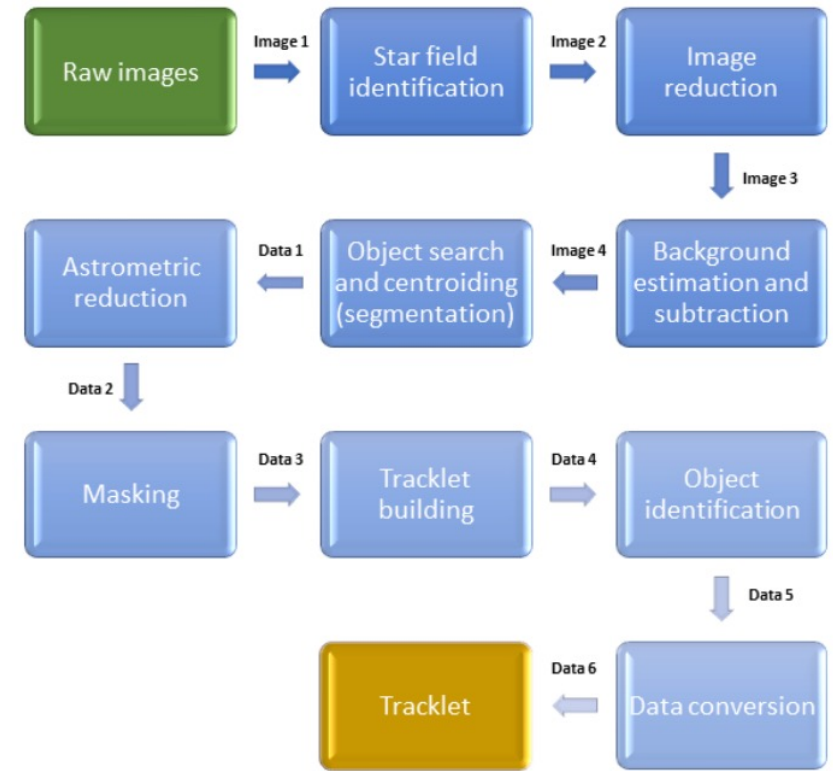 Raw images
Image 1
Star field
identification
Image 2
Image
reduction
Image 3
Background
estimation and
subtraction
Image 4
Object search
and centroiding
(segmentation)
Data 1
Astrometric
reduction
Data 2
Masking
Data 3
Tracklet
building
Data 4
Object
identification
Data 5
Data conversion
Data 6
Tracklet